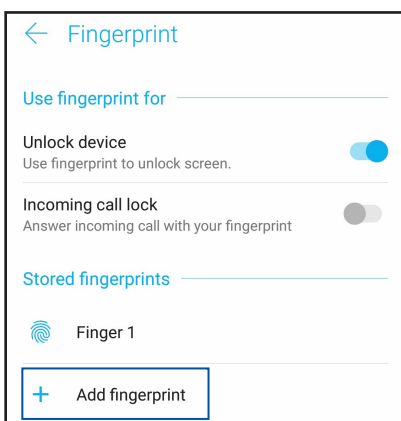 Fingerprint
Use fingerprint for
Unlock device
Use fingerprint to unlock screen.
Incoming call lock
Answer incoming call with your fingerprint
Stored fingerprints
Finger 1
+ Add fingerprint